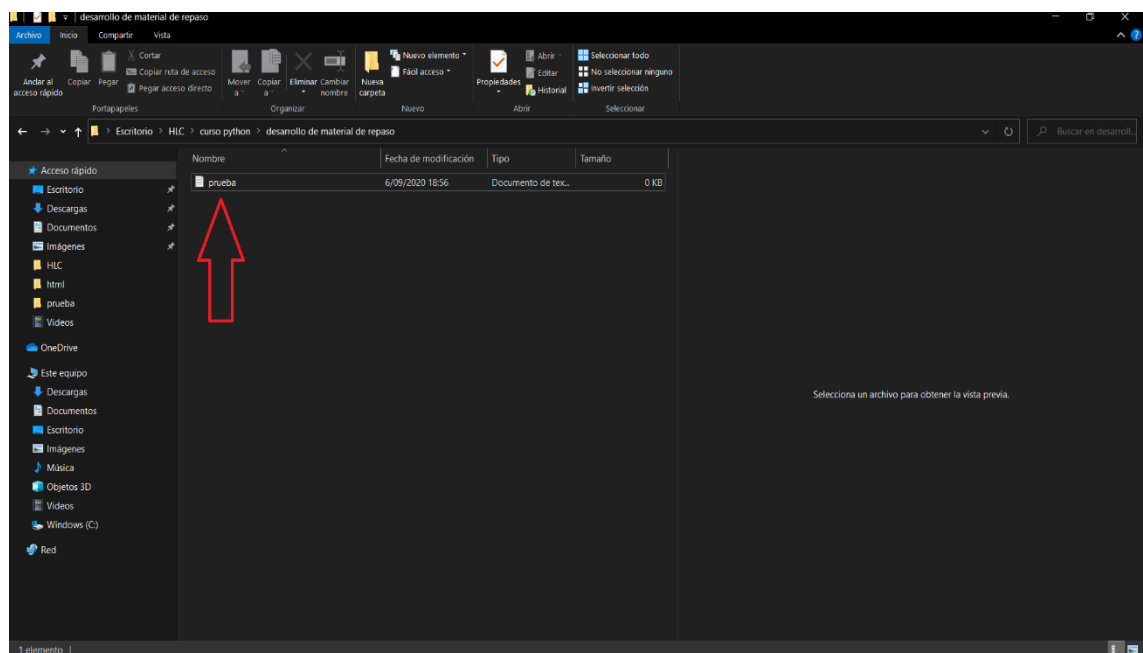 desarrollo de material de repaso
Archivo Inicio Compartir Vista
Anclar al acceso rápido
Copiar
Pegar
Cortar
Copiar ruta de acceso
Pegar acceso directo
Mover a
Copiar a
Eliminar
Cambiar nombre
Nueva carpeta
Nuevo elemento
Fácil acceso
Propiedades
Abrir
Editar
Historial
Seleccionar todo
No seleccionar ninguno
Invertir selección
Portapapeles Organizar Nuevo Abrir Seleccionar
> Escritorio > HLC > curso python > desarrollo de material de repaso
Buscar en desarroll...
Nombre Fecha de modificación Tipo Tamaño
prueba 6/09/2020 18:56 Documento de tex... 0 KB
Acceso rápido
Escritorio
Descargas
Documentos
Imágenes
HLC
html
prueba
Videos
OneDrive
Este equipo
Descargas
Documentos
Escritorio
Imágenes
Música
Objetos 3D
Videos
Windows (C:)
Red
Selecciona un archivo para obtener la vista previa.
1 elemento